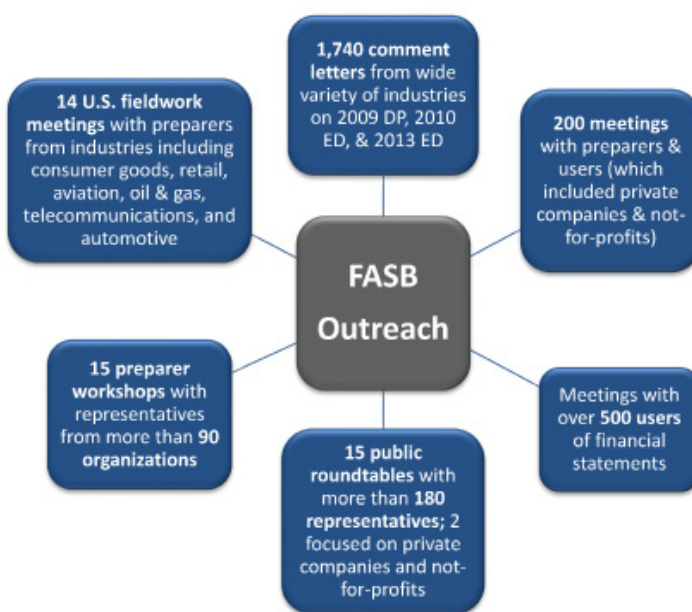 1,740 comment
letters from wide
variety of industries
on 2009 DP, 2010
ED, & 2013 ED
14 U.S. fieldwork
meetings with preparers
from industries including
consumer goods, retail,
aviation, oil & gas,
telecommunications, and
automotive
200 meetings
with preparers &
users (which
included private
companies & not-
for-profits)
FASB
Outreach
15 preparer
workshops with
representatives
from more than 90
organizations
15 public
roundtables with
more than 180
representatives; 2
focused on private
companies and not-
for-profits
Meetings with
over 500 users
of financial
statements